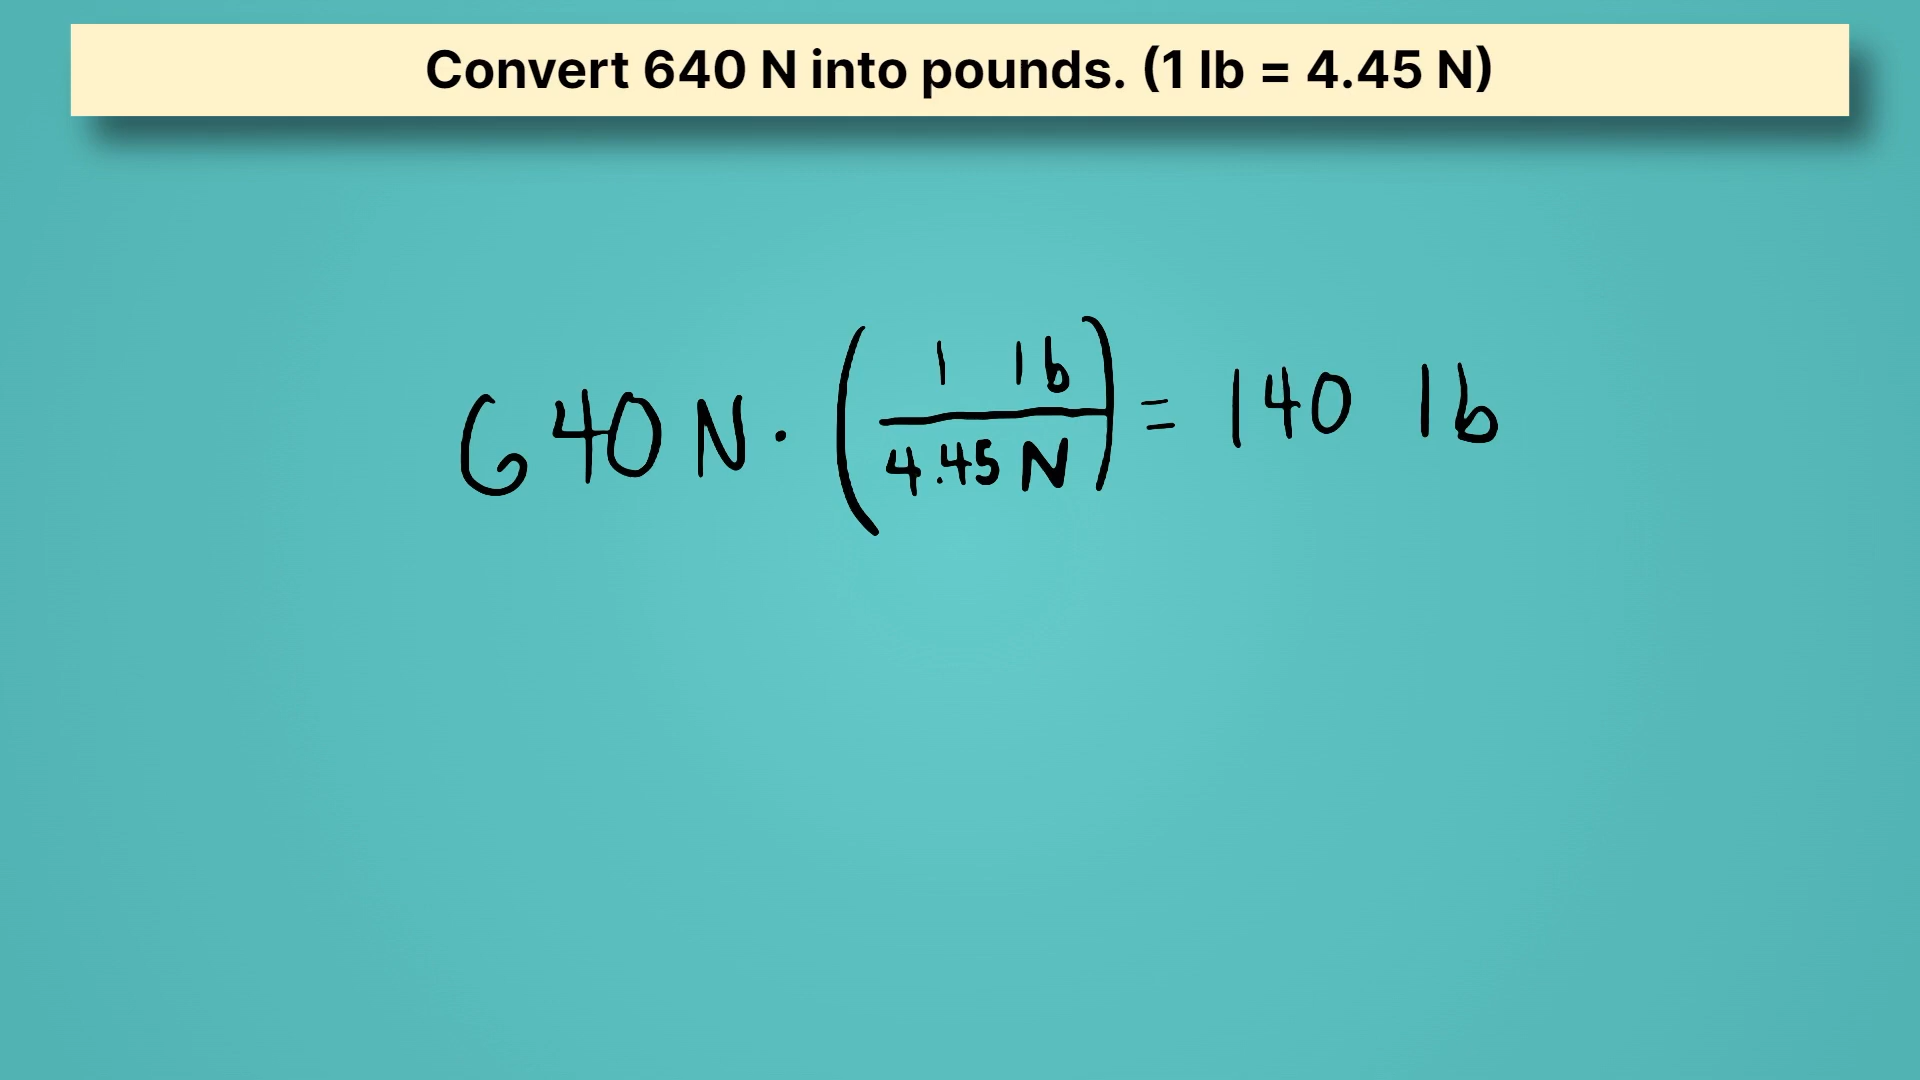 Convert 640 N into pounds. (1 lb = 4.45 N)
640 N · (1 lb / 4.45 N) = 140 lb